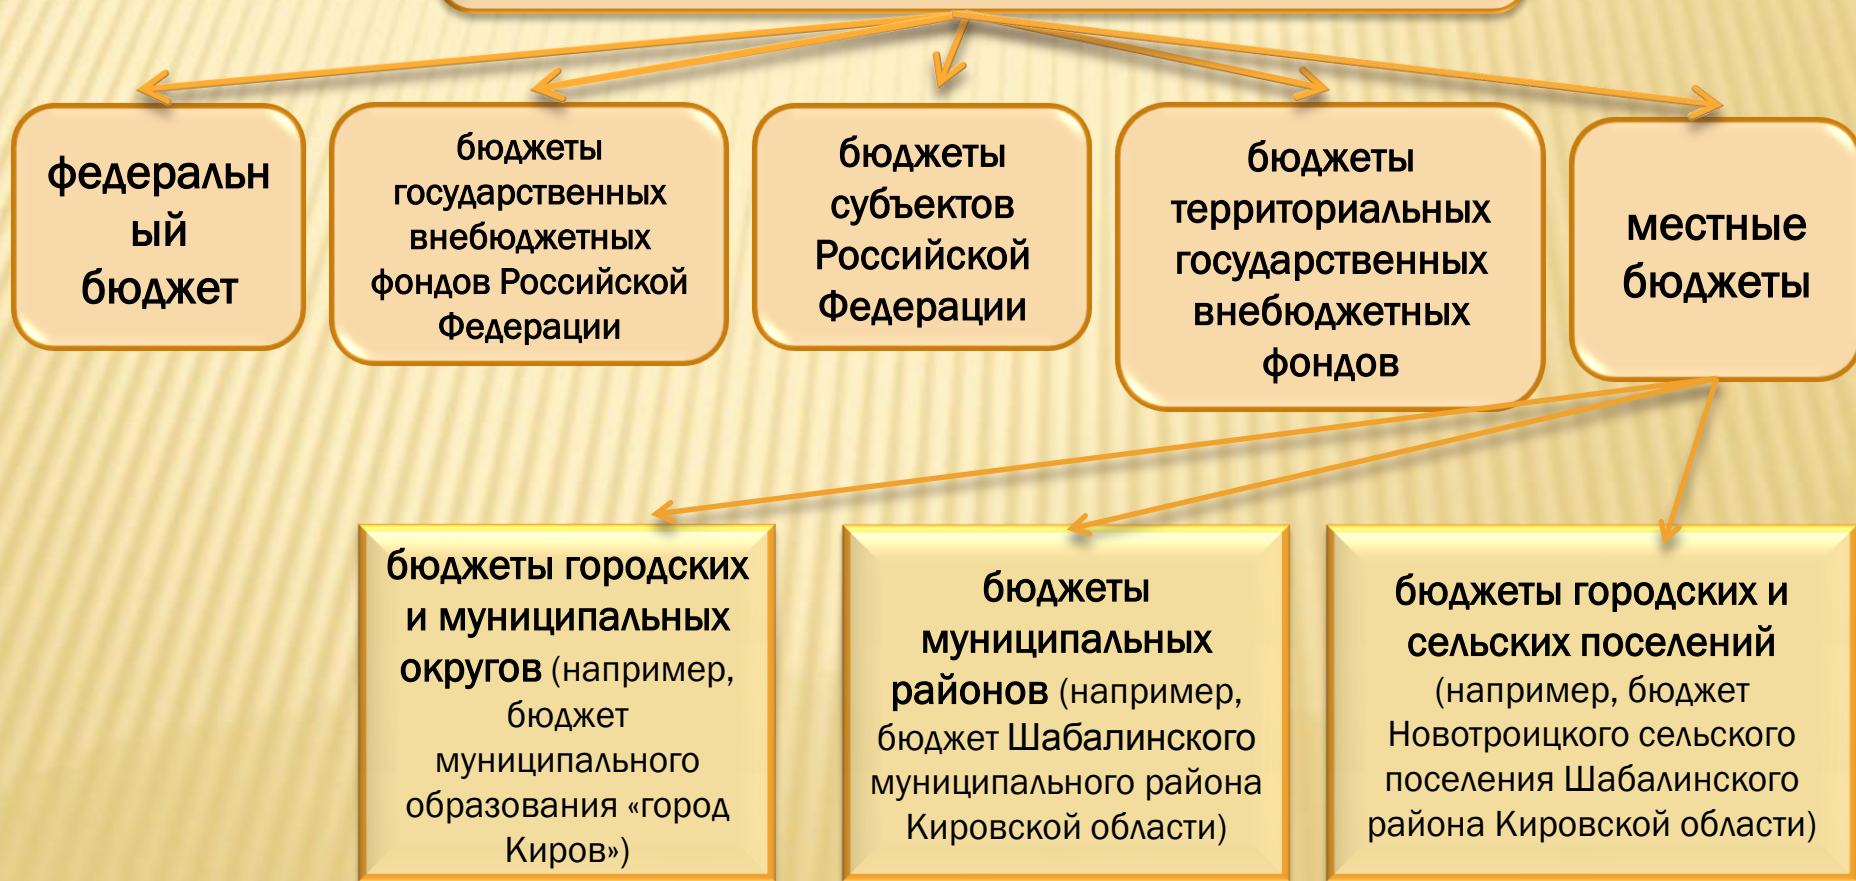 федеральн
ый
бюджет
бюджеты
государственных
внебюджетных
фондов Российской
Федерации
бюджеты
субъектов
Российской
Федерации
бюджеты
территориальных
государственных
внебюджетных
фондов
местные
бюджеты
бюджеты городских
и муниципальных
округов (например,
бюджет
муниципального
образования «город
Киров»)
бюджеты
муниципальных
районов (например,
бюджет Шабалинского
муниципального района
Кировской области)
бюджеты городских и
сельских поселений
(например, бюджет
Новотроицкого сельского
поселения Шабалинского
района Кировской области)